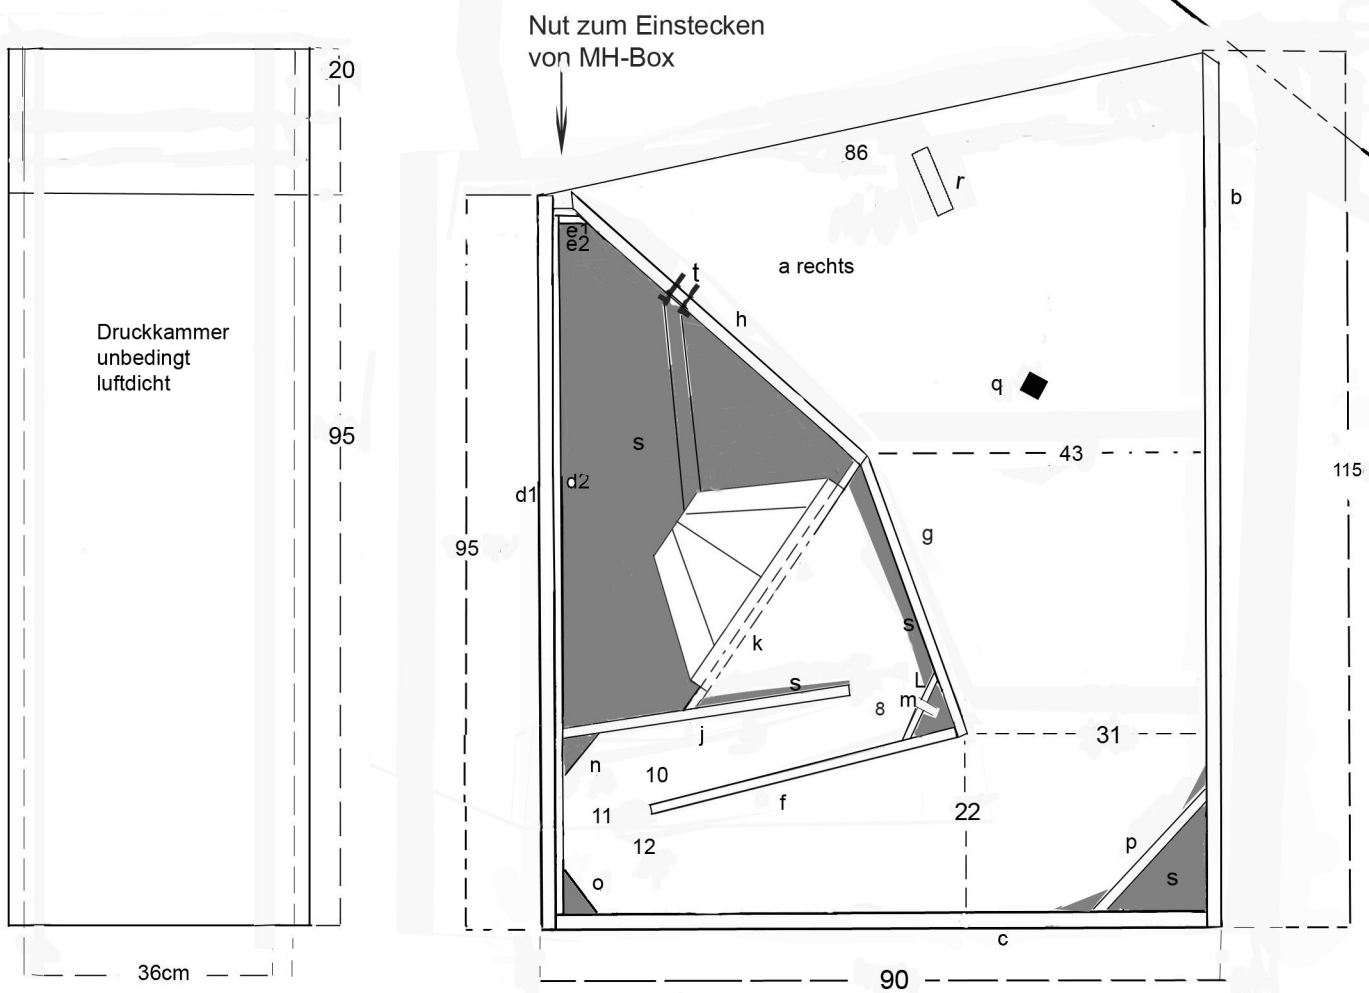 Nut zum Einstecken
von MH-Box
20
86
r
b
e1
e2
a rechts
t
h
Druckkammer
unbedingt
luftdicht
q
95
s
43
115
d1
d2
95
g
s
k
L
s
m
8
j
31
n
10
f
11
22
12
p
o
s
c
36cm
90